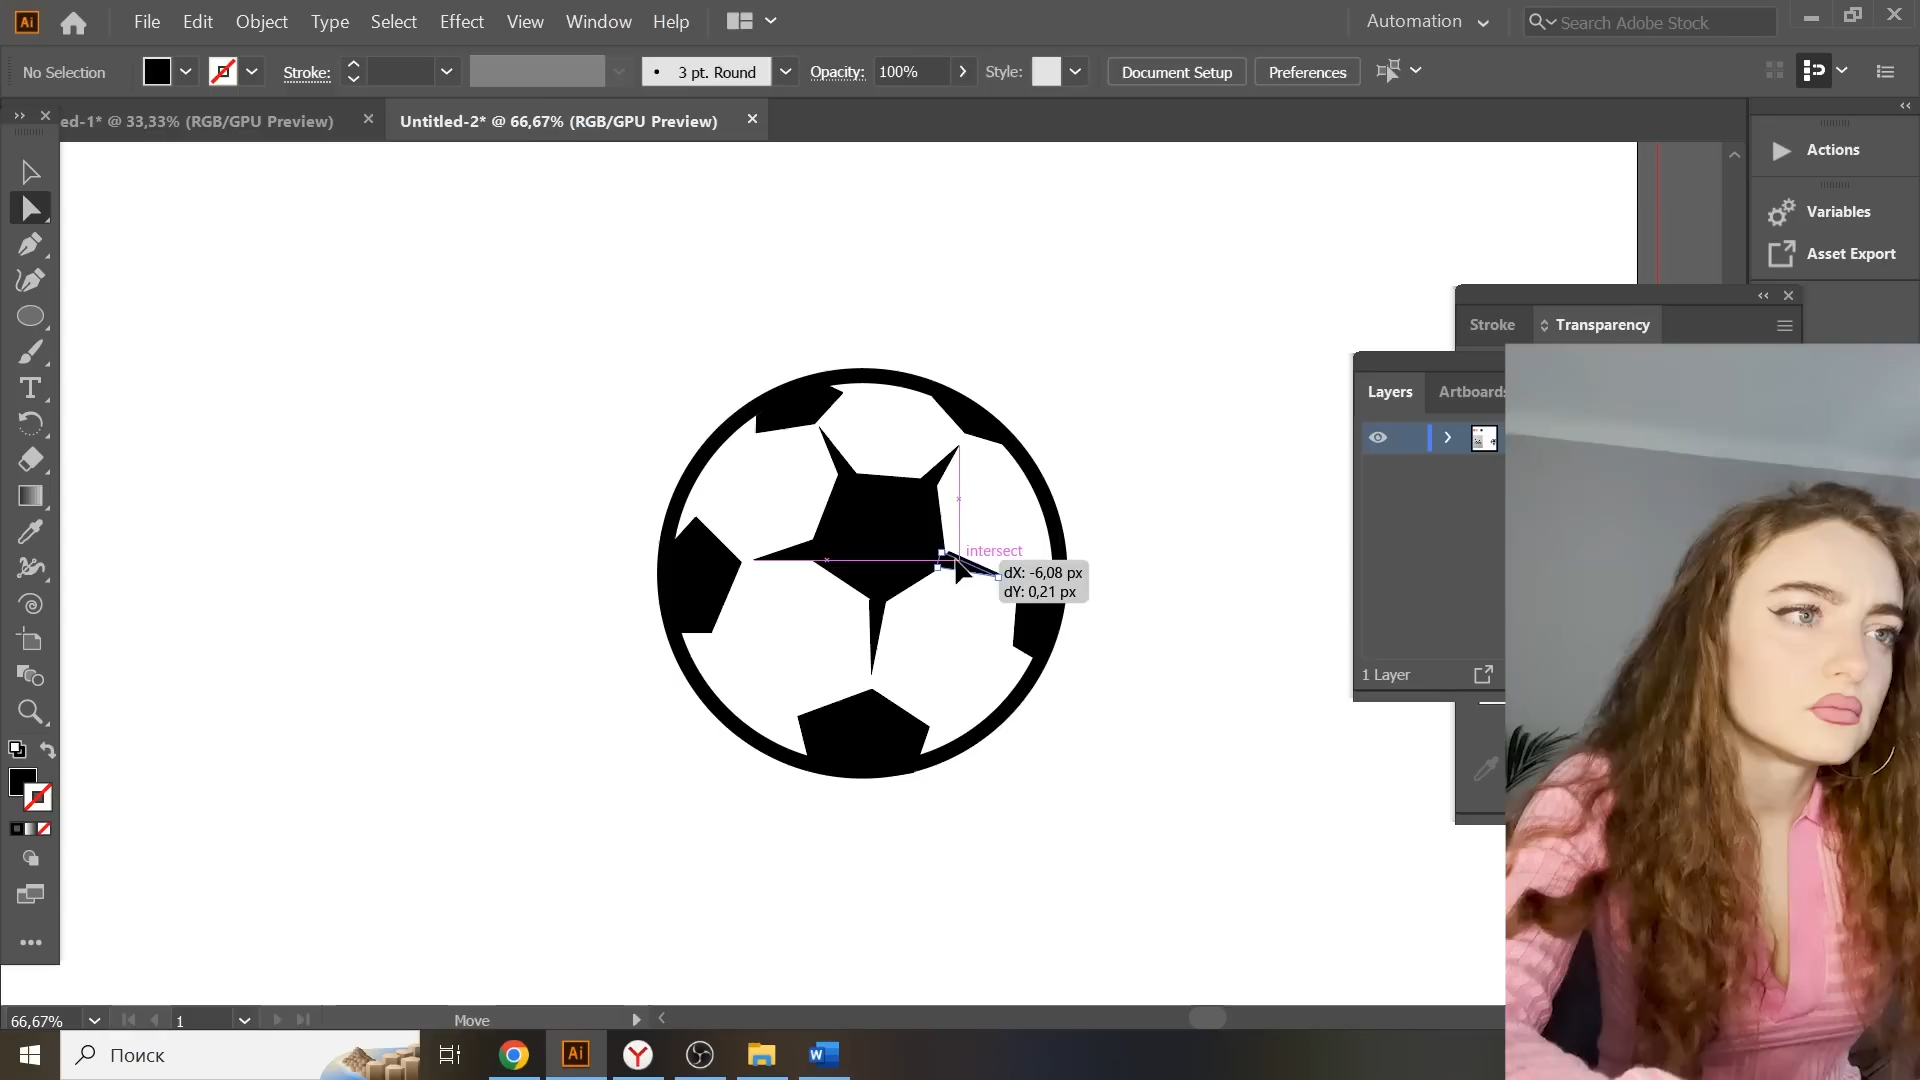 Ai File Edit Object Type Select Effect View Window Help Automation Search Adobe Stock
No Selection Stroke: 3 pt. Round Opacity: 100% Style: Document Setup Preferences
ed-1* @ 33,33% (RGB/GPU Preview) Untitled-2* @ 66,67% (RGB/GPU Preview)
Actions
Variables
Asset Export
Stroke Transparency
Layers Artboards
intersect
dX: -6,08 px
dY: 0,21 px
1 Layer
66,67% 1 Move
Поиск Ai Y W